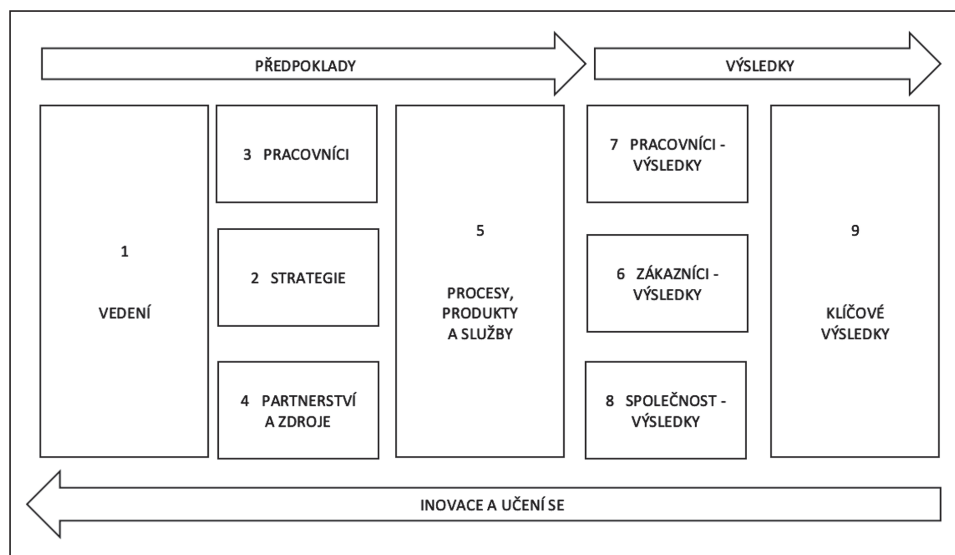 PŘEDPOKLADY
VÝSLEDKY
1
VEDENÍ
3 PRACOVNÍCI
2 STRATEGIE
4 PARTNERSTVÍ
A ZDROJE
5
PROCESY,
PRODUKTY
A SLUŽBY
7 PRACOVNÍCI -
VÝSLEDKY
6 ZÁKAZNÍCI -
VÝSLEDKY
8 SPOLEČNOST -
VÝSLEDKY
9
KLÍČOVÉ
VÝSLEDKY
INOVACE A UČENÍ SE